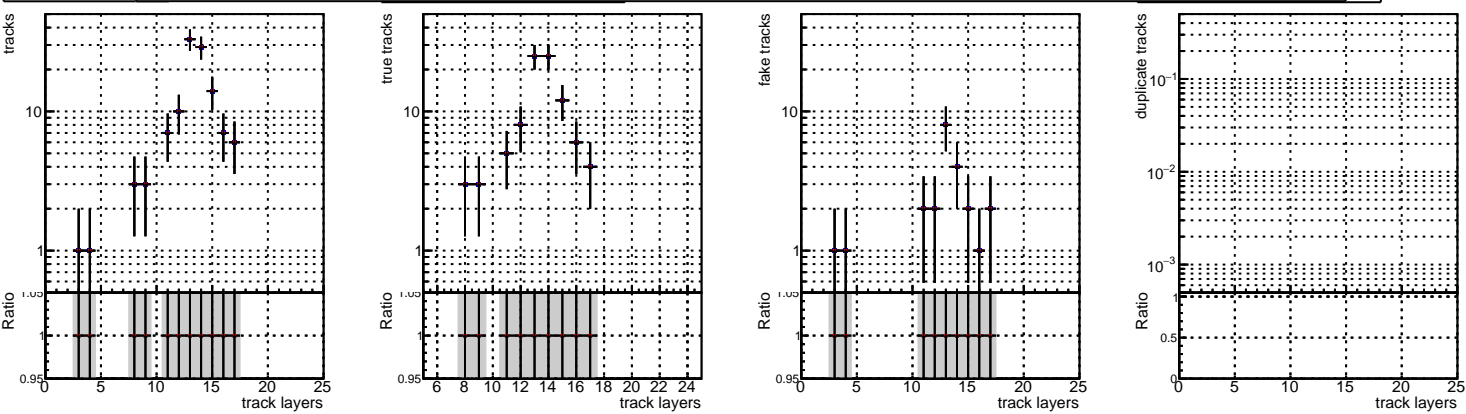 tracks
10
1
Ratio
1.05
1
0.95
0 5 10 15 20 25
track layers
true tracks
10
1
Ratio
1.05
1
0.95
6 8 10 12 14 16 18 20 22 24
track layers
fake tracks
10
1
Ratio
1.05
1
0.95
0 5 10 15 20 25
track layers
duplicate tracks
10⁻¹
10⁻²
10⁻³
Ratio
1
0.5
0
0 5 10 15 20 25
track layers